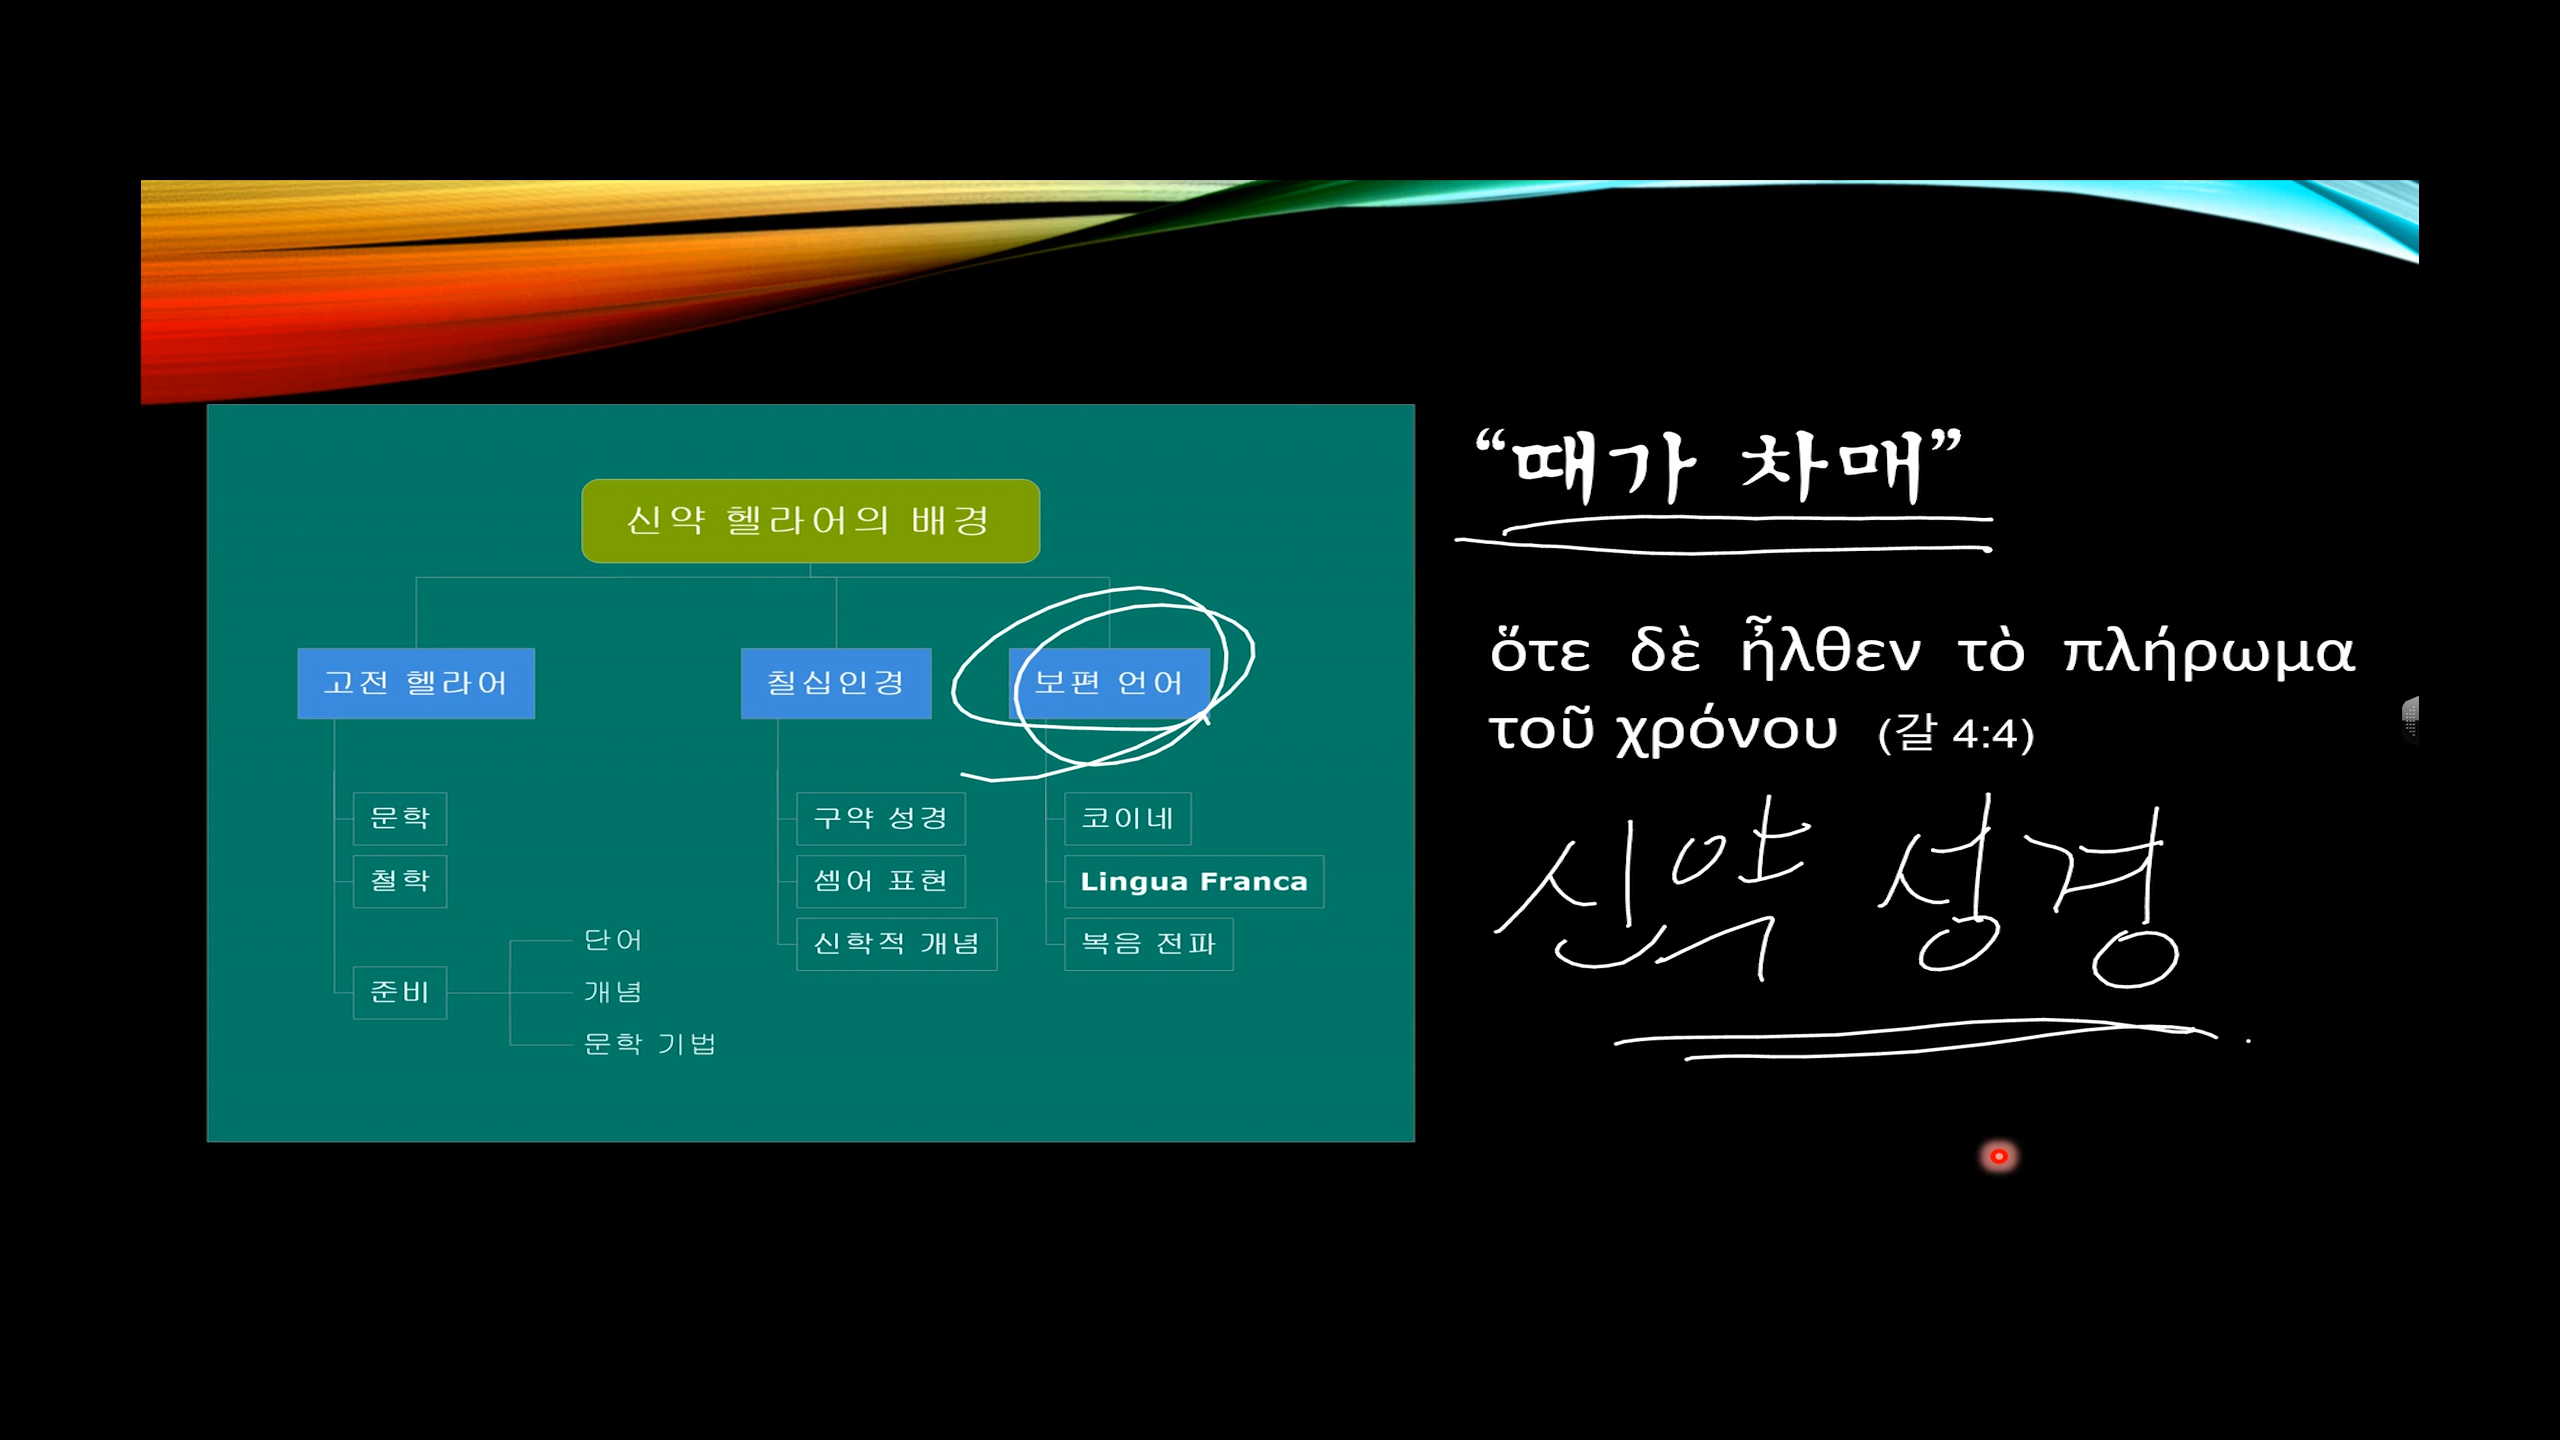 신약 헬라어의 배경
고전 헬라어
문학
철학
준비
단어
개념
문학 기법
칠십인경
구약 성경
셈어 표현
신학적 개념
보편 언어
코이네
Lingua Franca
복음 전파
“때가 차매”
ὅτε δὲ ἦλθεν τὸ πλήρωμα
τοῦ χρόνου (갈 4:4)
신약 성경